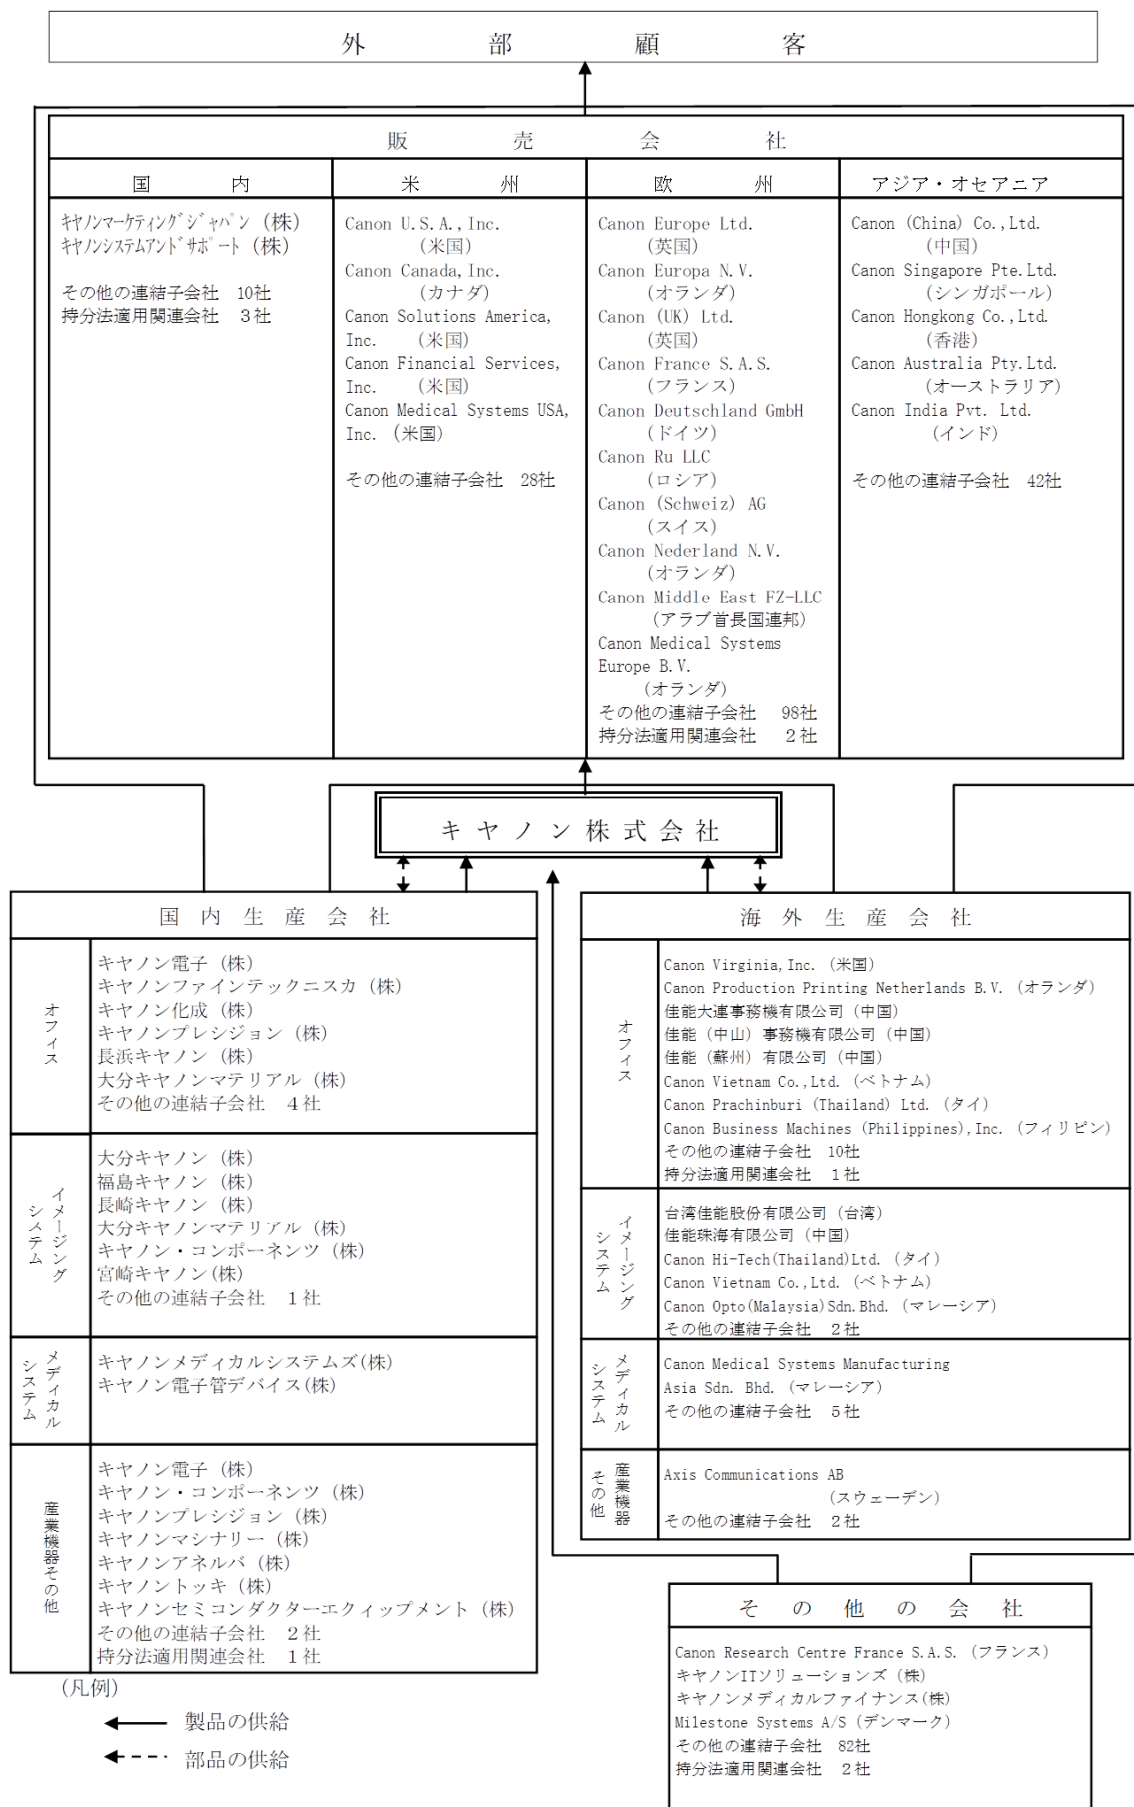 外部顧客
販売会社
国内
キヤノンマーケティングジャパン（株）
キヤノンシステムアンドサポート（株）
その他の連結子会社 10社
持分法適用関連会社 3社
米州
Canon U.S.A.,Inc.
（米国）
Canon Canada,Inc.
（カナダ）
Canon Solutions America,
Inc. （米国）
Canon Financial Services,
Inc. （米国）
Canon Medical Systems USA,
Inc. （米国）
その他の連結子会社 28社
欧州
Canon Europe Ltd.
（英国）
Canon Europa N.V.
（オランダ）
Canon (UK) Ltd.
（英国）
Canon France S.A.S.
（フランス）
Canon Deutschland GmbH
（ドイツ）
Canon Ru LLC
（ロシア）
Canon (Schweiz) AG
（スイス）
Canon Nederland N.V.
（オランダ）
Canon Middle East FZ-LLC
（アラブ首長国連邦）
Canon Medical Systems
Europe B.V.
（オランダ）
その他の連結子会社 98社
持分法適用関連会社 2社
アジア・オセアニア
Canon (China) Co.,Ltd.
（中国）
Canon Singapore Pte.Ltd.
（シンガポール）
Canon Hongkong Co.,Ltd.
（香港）
Canon Australia Pty.Ltd.
（オーストラリア）
Canon India Pvt. Ltd.
（インド）
その他の連結子会社 42社
キヤノン株式会社
国内生産会社
オフィス
キヤノン電子（株）
キヤノンファインテックニスカ（株）
キヤノン化成（株）
キヤノンプレシジョン（株）
長浜キヤノン（株）
大分キヤノンマテリアル（株）
その他の連結子会社 4社
イメージング
システム
大分キヤノン（株）
福島キヤノン（株）
長崎キヤノン（株）
大分キヤノンマテリアル（株）
キヤノン・コンポーネンツ（株）
宮崎キヤノン(株)
その他の連結子会社 1社
メディカル
システム
キヤノンメディカルシステムズ(株)
キヤノン電子管デバイス(株)
産業機器その他
キヤノン電子（株）
キヤノン・コンポーネンツ（株）
キヤノンプレシジョン（株）
キヤノンマシナリー（株）
キヤノンアネルバ（株）
キヤノントッキ（株）
キヤノンセミコンダクターエクィップメント（株）
その他の連結子会社 2社
持分法適用関連会社 1社
海外生産会社
オフィス
Canon Virginia,Inc.（米国）
Canon Production Printing Netherlands B.V.（オランダ）
佳能大連事務機有限公司（中国）
佳能（中山）事務機有限公司（中国）
佳能（蘇州）有限公司（中国）
Canon Vietnam Co.,Ltd.（ベトナム）
Canon Prachinburi (Thailand) Ltd.（タイ）
Canon Business Machines (Philippines),Inc.（フィリピン）
その他の連結子会社 10社
持分法適用関連会社 1社
イメージング
システム
台湾佳能股份有限公司（台湾）
佳能珠海有限公司（中国）
Canon Hi-Tech(Thailand)Ltd.（タイ）
Canon Vietnam Co.,Ltd.（ベトナム）
Canon Opto(Malaysia)Sdn.Bhd.（マレーシア）
その他の連結子会社 2社
メディカル
システム
Canon Medical Systems Manufacturing
Asia Sdn. Bhd.（マレーシア）
その他の連結子会社 5社
産業機器
その他
Axis Communications AB
（スウェーデン）
その他の連結子会社 2社
その他の会社
Canon Research Centre France S.A.S.（フランス）
キヤノンITソリューションズ（株）
キヤノンメディカルファイナンス(株)
Milestone Systems A/S（デンマーク）
その他の連結子会社 82社
持分法適用関連会社 2社
(凡例)
製品の供給
部品の供給